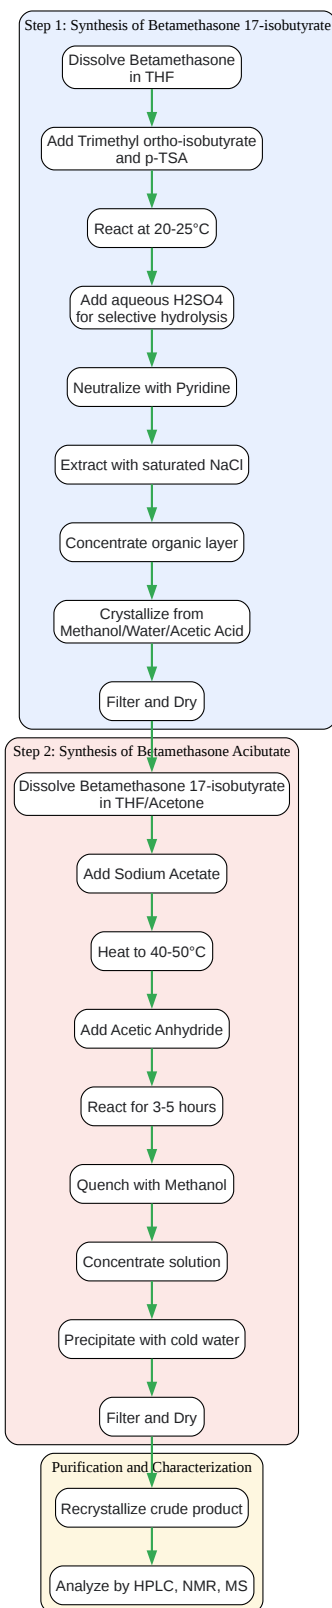 Step 1: Synthesis of Betamethasone 17-isobutyrate
Dissolve Betamethasone
in THF
Add Trimethyl ortho-isobutyrate
and p-TSA
React at 20-25°C
Add aqueous H2SO4
for selective hydrolysis
Neutralize with Pyridine
Extract with saturated NaCl
Concentrate organic layer
Crystallize from
Methanol/Water/Acetic Acid
Filter and Dry
Step 2: Synthesis of Betamethasone Acibutate
Dissolve Betamethasone 17-isobutyrate
in THF/Acetone
Add Sodium Acetate
Heat to 40-50°C
Add Acetic Anhydride
React for 3-5 hours
Quench with Methanol
Concentrate solution
Precipitate with cold water
Filter and Dry
Purification and Characterization
Recrystallize crude product
Analyze by HPLC, NMR, MS